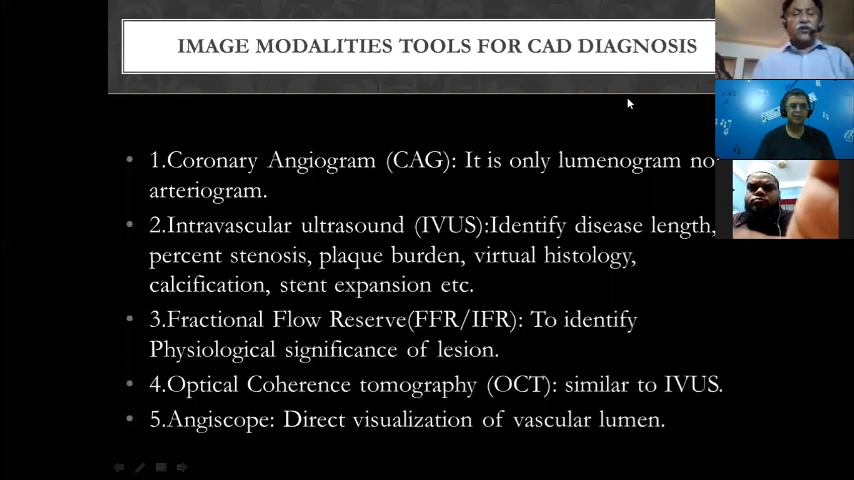 IMAGE MODALITIES TOOLS FOR CAD DIAGNOSIS
• 1.Coronary Angiogram (CAG): It is only lumenogram no
arteriogram.
• 2.Intravascular ultrasound (IVUS):Identify disease length,
percent stenosis, plaque burden, virtual histology,
calcification, stent expansion etc.
• 3.Fractional Flow Reserve(FFR/IFR): To identify
Physiological significance of lesion.
• 4.Optical Coherence tomography (OCT): similar to IVUS.
• 5.Angiscope: Direct visualization of vascular lumen.